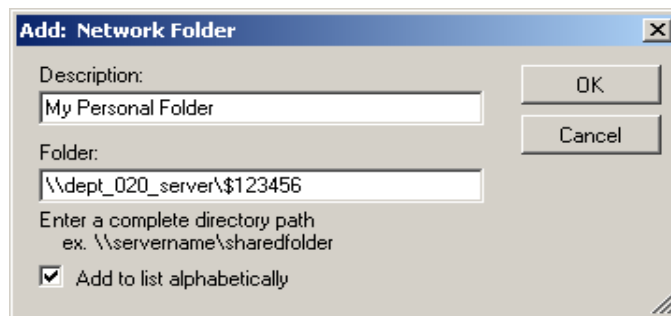 Add: Network Folder
Description:
OK
My Personal Folder
Cancel
Folder:
\\dept_020_server\$123456
Enter a complete directory path
ex. \\servername\sharedfolder
Add to list alphabetically